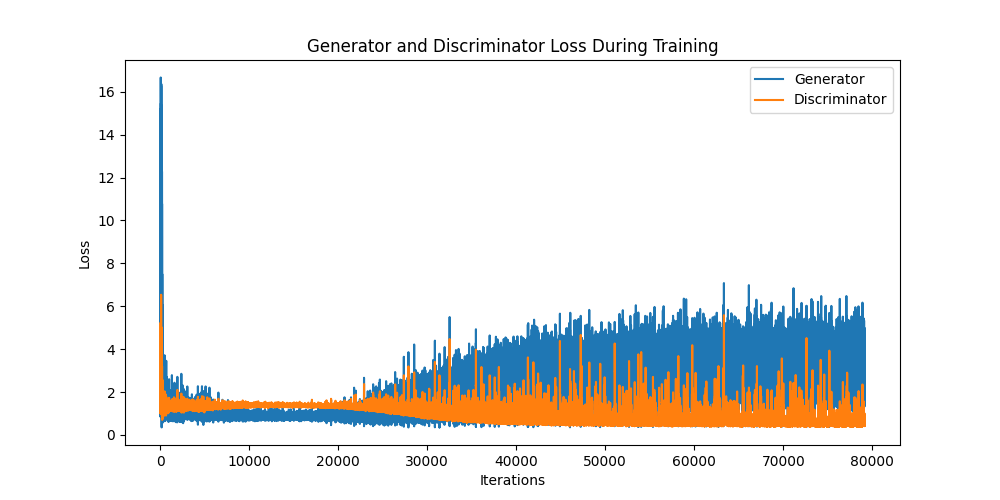 Generator and Discriminator Loss During Training
Generator
Discriminator
16
14
12
10
8
6
4
2
0
Loss
0 10000 20000 30000 40000 50000 60000 70000 80000
Iterations